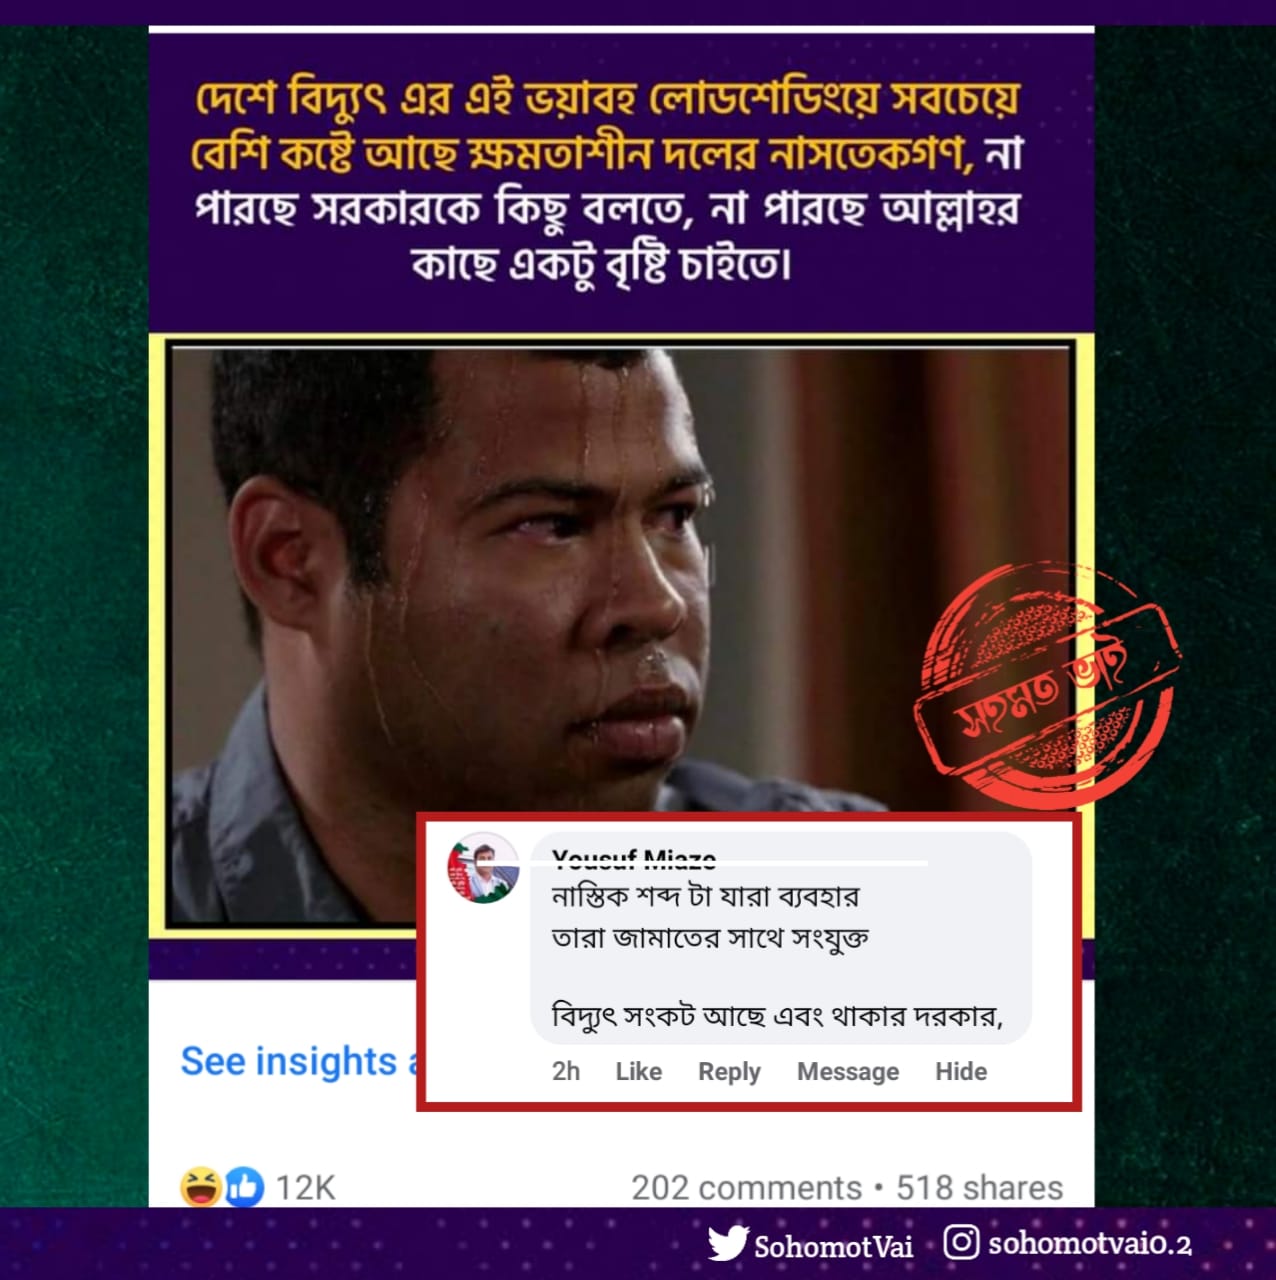 দেশে বিদ্যুৎ এর এই ভয়াবহ লোডশেডিংয়ে সবচেয়ে
বেশি কষ্টে আছে ক্ষমতাশীন দলের নাসতেকগণ, না
পারছে সরকারকে কিছু বলতে, না পারছে আল্লাহর
কাছে একটু বৃষ্টি চাইতে।
সহমত ভাই
Yousuf Miaze
নাস্তিক শব্দ টা যারা ব্যবহার
তারা জামাতের সাথে সংযুক্ত
বিদ্যুৎ সংকট আছে এবং থাকার দরকার,
2h Like Reply Message Hide
See insights
12K 202 comments • 518 shares
SohomotVai sohomotvai0.2